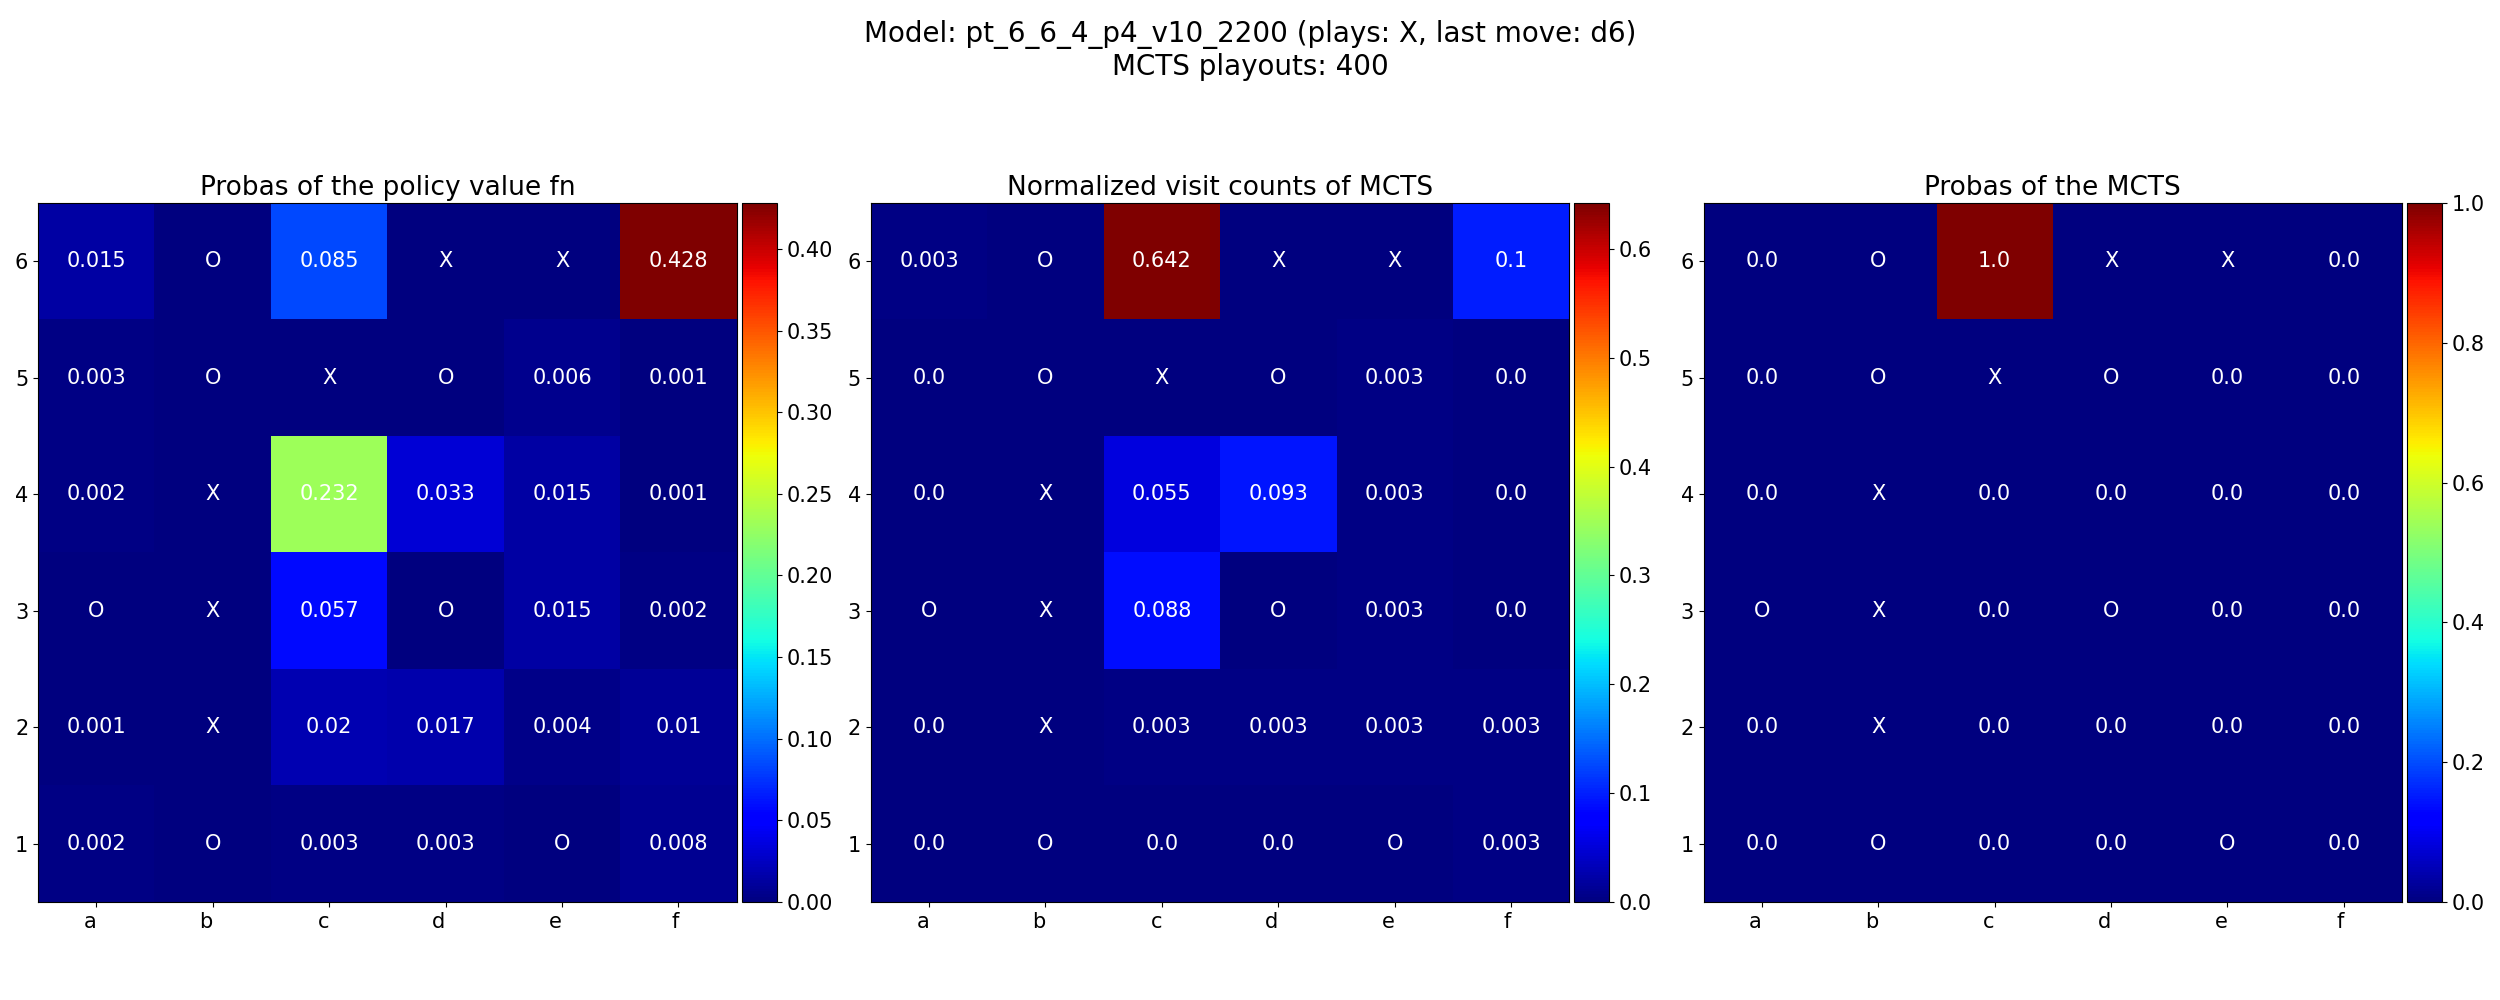 Model: pt_6_6_4_p4_v10_2200 (plays: X, last move: d6)
MCTS playouts: 400
Probas of the policy value fn
6 0.015 O 0.085 X X 0.428
5 0.003 O X O 0.006 0.001
4 0.002 X 0.232 0.033 0.015 0.001
3 O X 0.057 O 0.015 0.002
2 0.001 X 0.02 0.017 0.004 0.01
1 0.002 O 0.003 0.003 O 0.008
a b c d e f
0.40
0.35
0.30
0.25
0.20
0.15
0.10
0.05
0.00
Normalized visit counts of MCTS
6 0.003 O 0.642 X X 0.1
5 0.0 O X O 0.003 0.0
4 0.0 X 0.055 0.093 0.003 0.0
3 O X 0.088 O 0.003 0.0
2 0.0 X 0.003 0.003 0.003 0.003
1 0.0 O 0.0 0.0 O 0.003
a b c d e f
0.6
0.5
0.4
0.3
0.2
0.1
0.0
Probas of the MCTS
6 0.0 O 1.0 X X 0.0
5 0.0 O X O 0.0 0.0
4 0.0 X 0.0 0.0 0.0 0.0
3 O X 0.0 O 0.0 0.0
2 0.0 X 0.0 0.0 0.0 0.0
1 0.0 O 0.0 0.0 O 0.0
a b c d e f
1.0
0.8
0.6
0.4
0.2
0.0